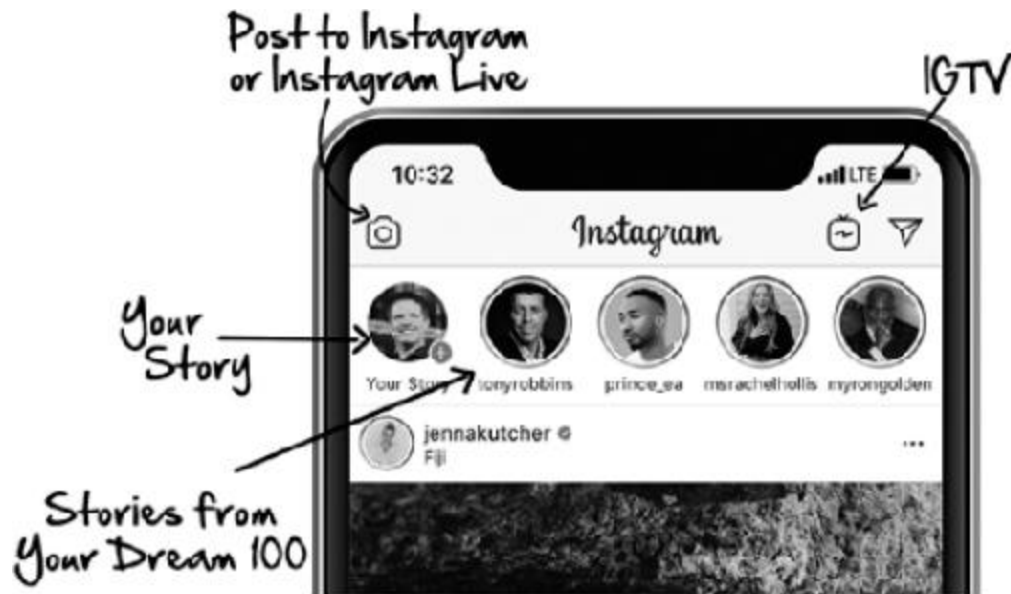 Post to Instagram
or Instagram Live
IGTV
10:32
LTE
Instagram
Your
Story
Your Story
tonyrobbins
prince_ea
msrachelhollis
myrongolden
jennakutcher
Fiji
Stories from
Your Dream 100